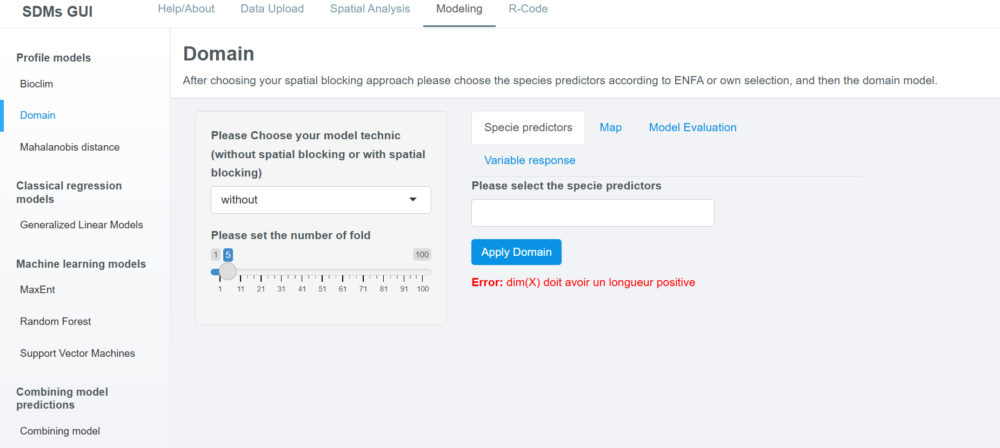 SDMs GUI
Help/About
Data Upload
Spatial Analysis
Modeling
R-Code
Profile models
Bioclim
Domain
Mahalanobis distance
Classical regression
models
Generalized Linear Models
Machine learning models
MaxEnt
Random Forest
Support Vector Machines
Combining model
predictions
Combining model
Domain
After choosing your spatial blocking approach please choose the species predictors according to ENFA or own selection, and then the domain model.
Please Choose your model technic
(without spatial blocking or with spatial
blocking)
without
Please set the number of fold
1 5 100
1 11 21 31 41 51 61 71 81 91 100
Specie predictors
Map
Model Evaluation
Variable response
Please select the specie predictors
Apply Domain
Error: dim(X) doit avoir un longueur positive